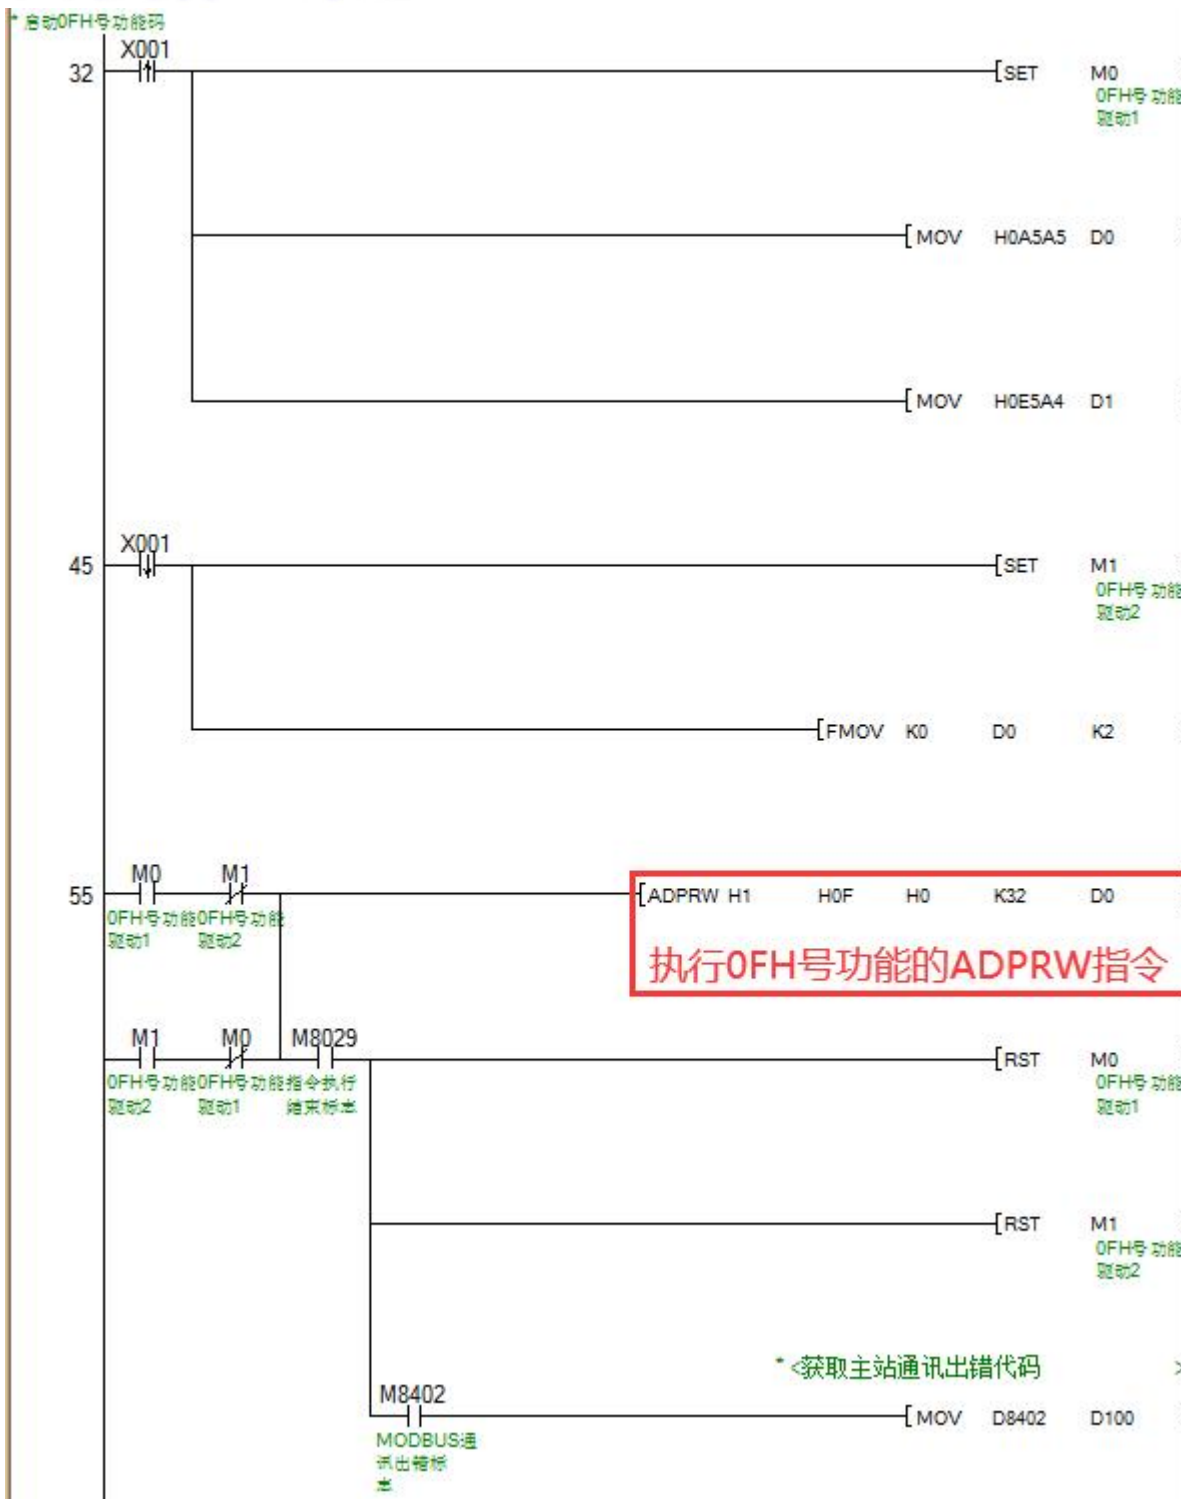 * 启动0FH号功能码
X001
32
[SET M0
0FH号功能
驱动1
[MOV H0A5A5 D0
[MOV H0E5A4 D1
X001
45
[SET M1
0FH号功能
驱动2
[FMOV K0 D0 K2
M0 M1
55
[ADPRW H1 H0F H0 K32 D0
0FH号功能 0FH号功能
驱动1 驱动2
执行0FH号功能的ADPRW指令
M1 M0 M8029
[RST M0
0FH号功能 0FH号功能 指令执行
驱动2 驱动1 结束标志
0FH号功能
驱动1
[RST M1
0FH号功能
驱动2
* <获取主站通讯出错代码 >
M8402
[MOV D8402 D100
MODBUS通
讯出错标
志